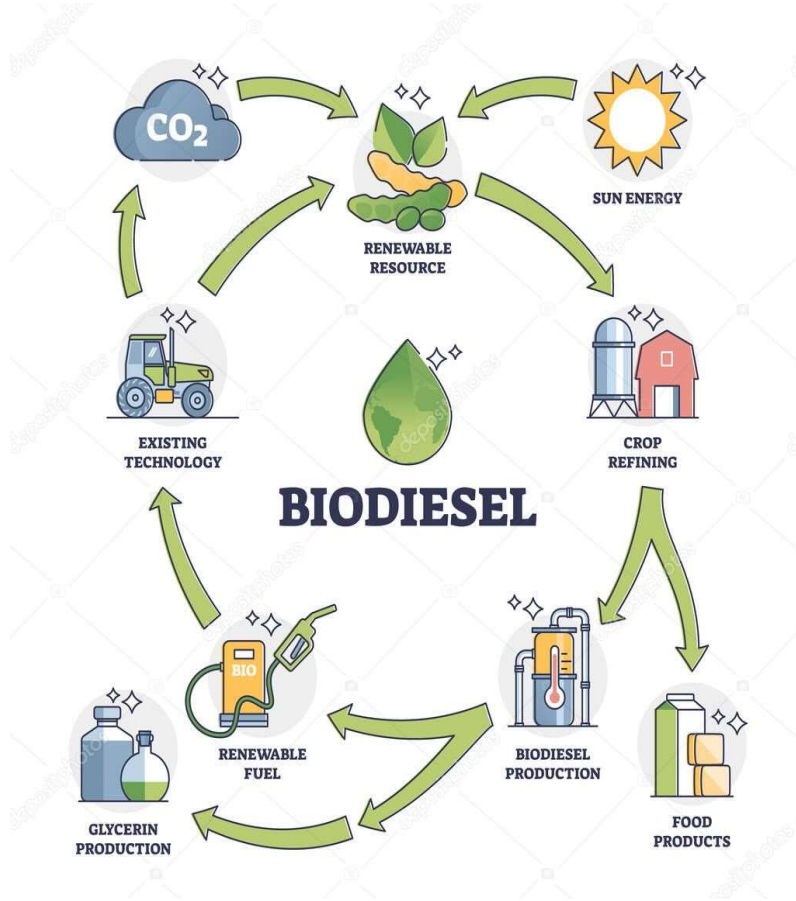 CO2
SUN ENERGY
RENEWABLE
RESOURCE
EXISTING
TECHNOLOGY
CROP
REFINING
BIODIESEL
BIO
RENEWABLE
FUEL
BIODIESEL
PRODUCTION
GLYCERIN
PRODUCTION
FOOD
PRODUCTS
depositphotos